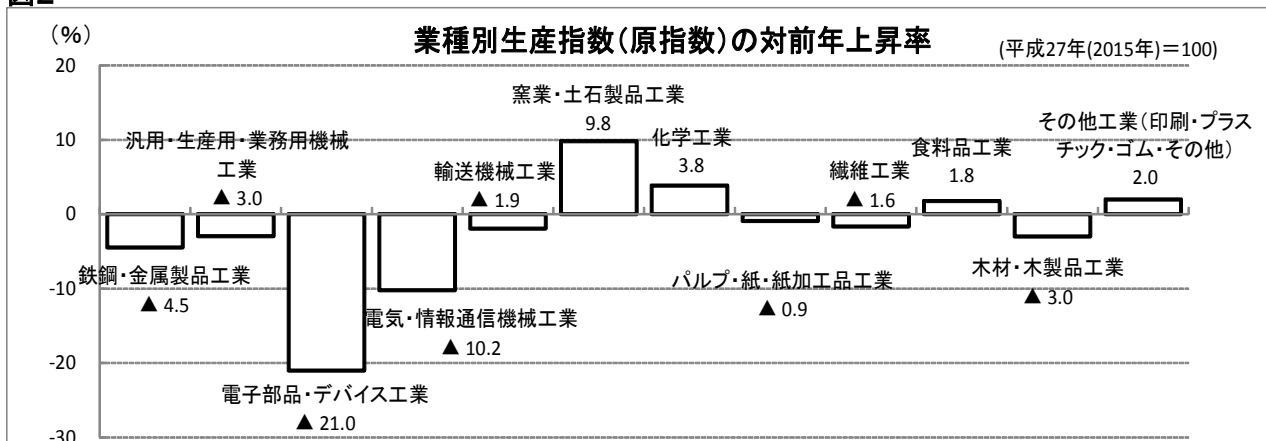 図2
(%)
業種別生産指数(原指数)の対前年上昇率
(平成27年(2015年)=100)
20
窯業・土石製品工業
9.8
汎用・生産用・業務用機械
工業
▲ 3.0
輸送機械工業
▲ 1.9
化学工業
3.8
繊維工業
▲ 1.6
食料品工業
1.8
その他工業(印刷・プラス
チック・ゴム・その他)
2.0
10
0
鉄鋼・金属製品工業
▲ 4.5
パルプ・紙・紙加工品工業
▲ 0.9
木材・木製品工業
▲ 3.0
-10
電気・情報通信機械工業
▲ 10.2
-20
電子部品・デバイス工業
▲ 21.0
-30